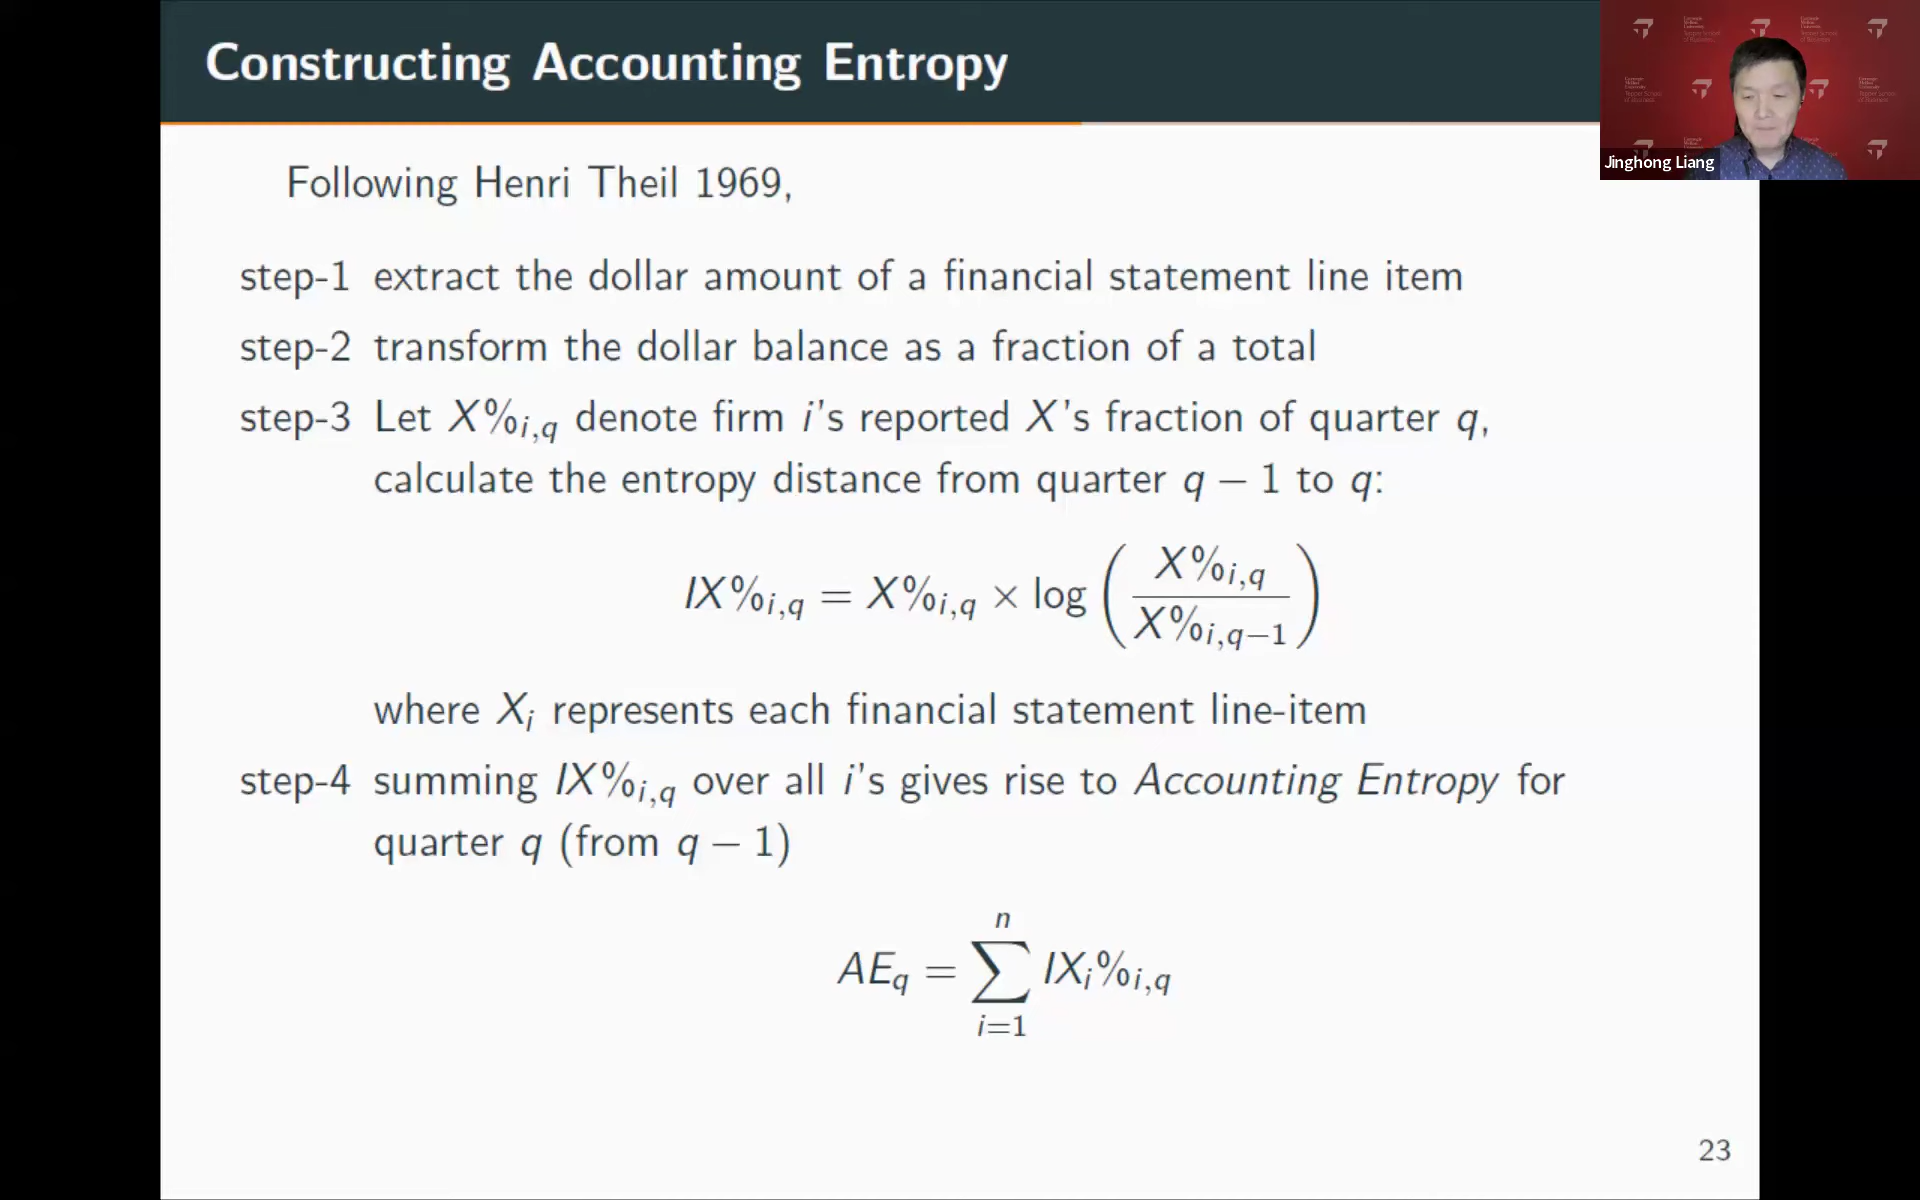 Constructing Accounting Entropy
Jinghong Liang
Following Henri Theil 1969,
step-1 extract the dollar amount of a financial statement line item
step-2 transform the dollar balance as a fraction of a total
step-3 Let X%i,q denote firm i's reported X's fraction of quarter q,
calculate the entropy distance from quarter q − 1 to q:
IX%i,q = X%i,q × log (X%i,q / X%i,q−1)
where Xi represents each financial statement line-item
step-4 summing IX%i,q over all i's gives rise to Accounting Entropy for
quarter q (from q − 1)
AEq = ∑ i=1 n IXi%i,q
23